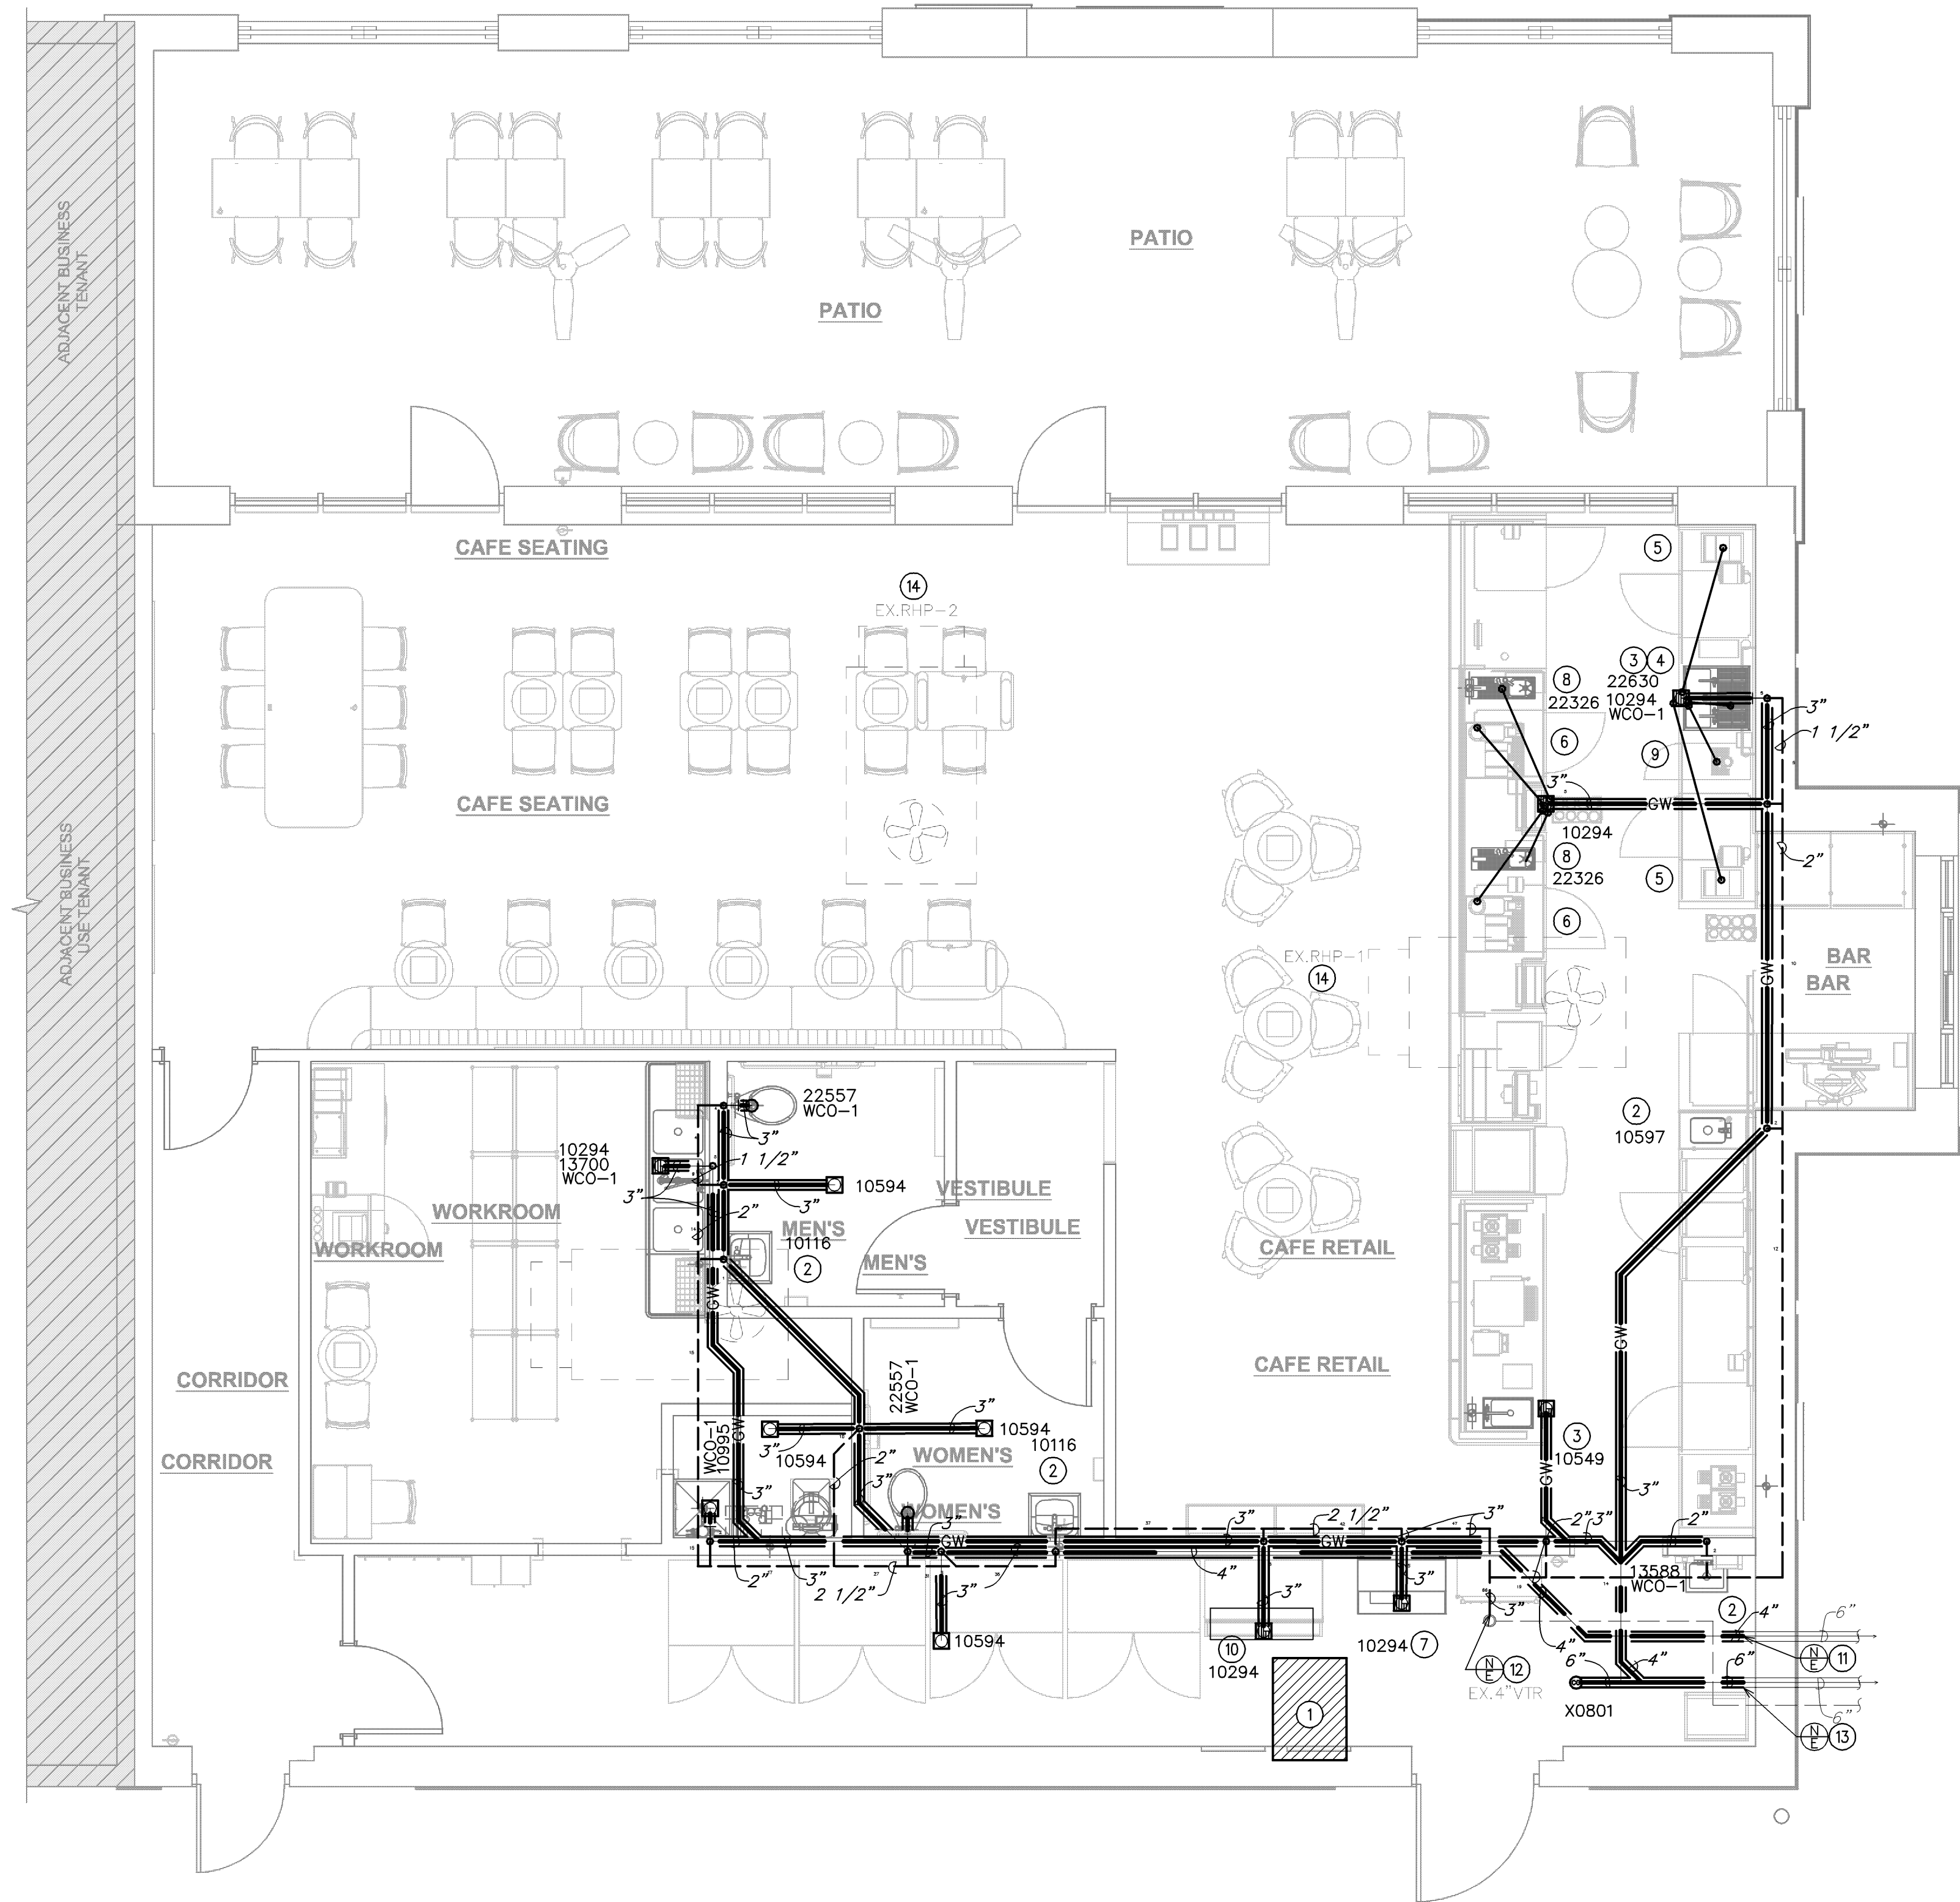 ADJACENT BUSINESS
TENANT
PATIO
PATIO
CAFE SEATING
14
EX.RHP-2
5
3
4
22630
10294
WCO-1
8
22326
6
9
3"
1 1/2"
3"
GW
10294
CAFE SEATING
8
22326
5
2"
6
ADJACENT BUSINESS
USE TENANT
EX.RHP-1
14
GW
BAR
BAR
22557
WCO-1
3"
10294
13700
WCO-1
1 1/2"
3"
10594
3"
2"
2
10597
WORKROOM
WORKROOM
VESTIBULE
VESTIBULE
MEN'S
10116
MEN'S
2
CAFE RETAIL
GW
GW
CAFE RETAIL
CORRIDOR
CORRIDOR
22557
WCO-1
WCO-1
10995
GW
3"
10594
3"
10594
10116
2
WOMEN'S
WOMEN'S
2"
3"
3"
3
10549
GW
3"
2"
3"
2 1/2"
3"
GW
3"
3"
2 1/2"
GW
3"
2"
3"
2"
4"
3"
3"
3"
10594
13588
WCO-1
2
10
10294
10294
7
3"
4"
4"
6"
N
E
11
N
E
12
EX.4"VTR
6"
4"
6"
X0801
6"
N
E
13
1